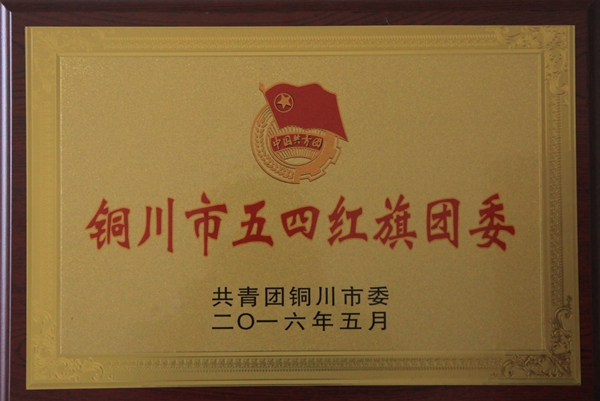 中国共青团
铜川市五四红旗团委
共青团铜川市委
二〇一六年五月